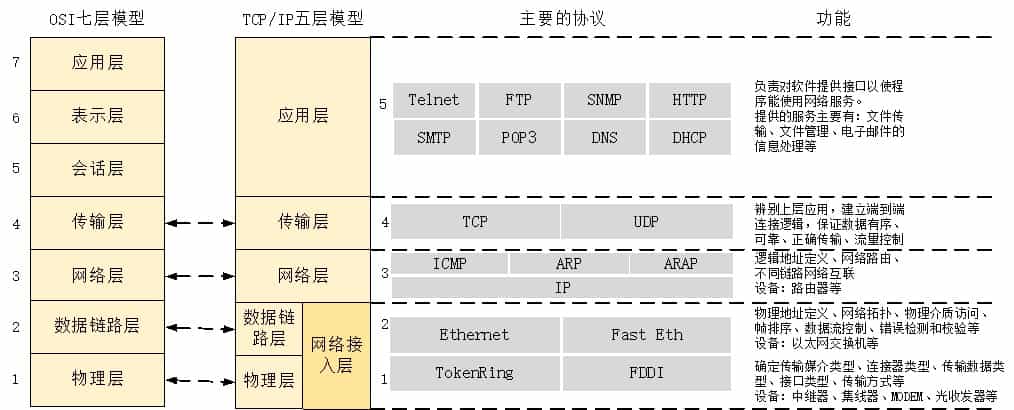 OSI七层模型
TCP/IP五层模型
主要的协议
功能
7
应用层
6
表示层
5
会话层
4
传输层
3
网络层
2
数据链路层
1
物理层
应用层
传输层
网络层
数据链
路层
物理层
网络接
入层
5
Telnet
FTP
SNMP
HTTP
SMTP
POP3
DNS
DHCP
负责对软件提供接口以使程
序能使用网络服务。
提供的服务主要有：文件传
输、文件管理、电子邮件的
信息处理等
4
TCP
UDP
辨别上层应用，建立端到端
连接逻辑，保证数据有序、
可靠、正确传输、流量控制
3
ICMP
ARP
ARAP
IP
逻辑地址定义、网络路由、
不同链路网络互联
设备：路由器等
2
Ethernet
Fast Eth
物理地址定义、网络拓扑、物理介质访问、
帧排序、数据流控制、错误检测和校验等
设备：以太网交换机等
1
TokenRing
FDDI
确定传输媒介类型、连接器类型、传输数据类
型、接口类型、传输方式等
设备：中继器、集线器、MODEM、光收发器等